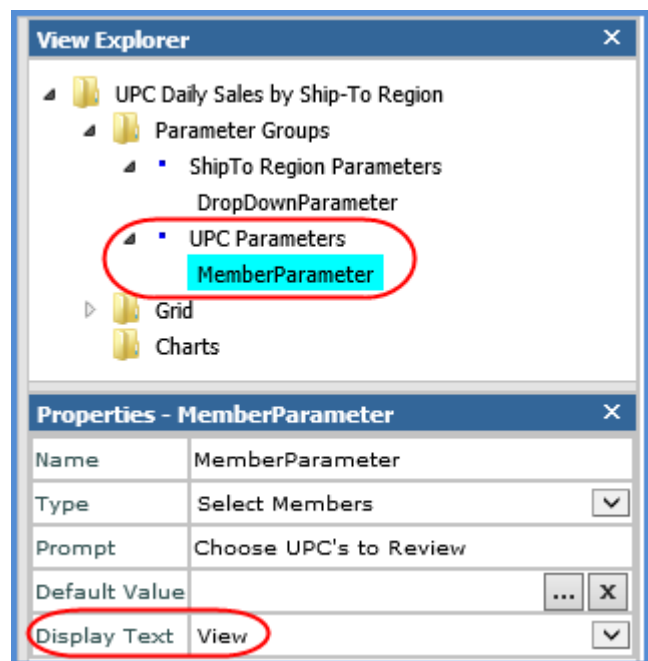 View Explorer
UPC Daily Sales by Ship-To Region
Parameter Groups
ShipTo Region Parameters
DropDownParameter
UPC Parameters
MemberParameter
Grid
Charts
Properties - MemberParameter
Name MemberParameter
Type Select Members
Prompt Choose UPC's to Review
Default Value ... x
Display Text View